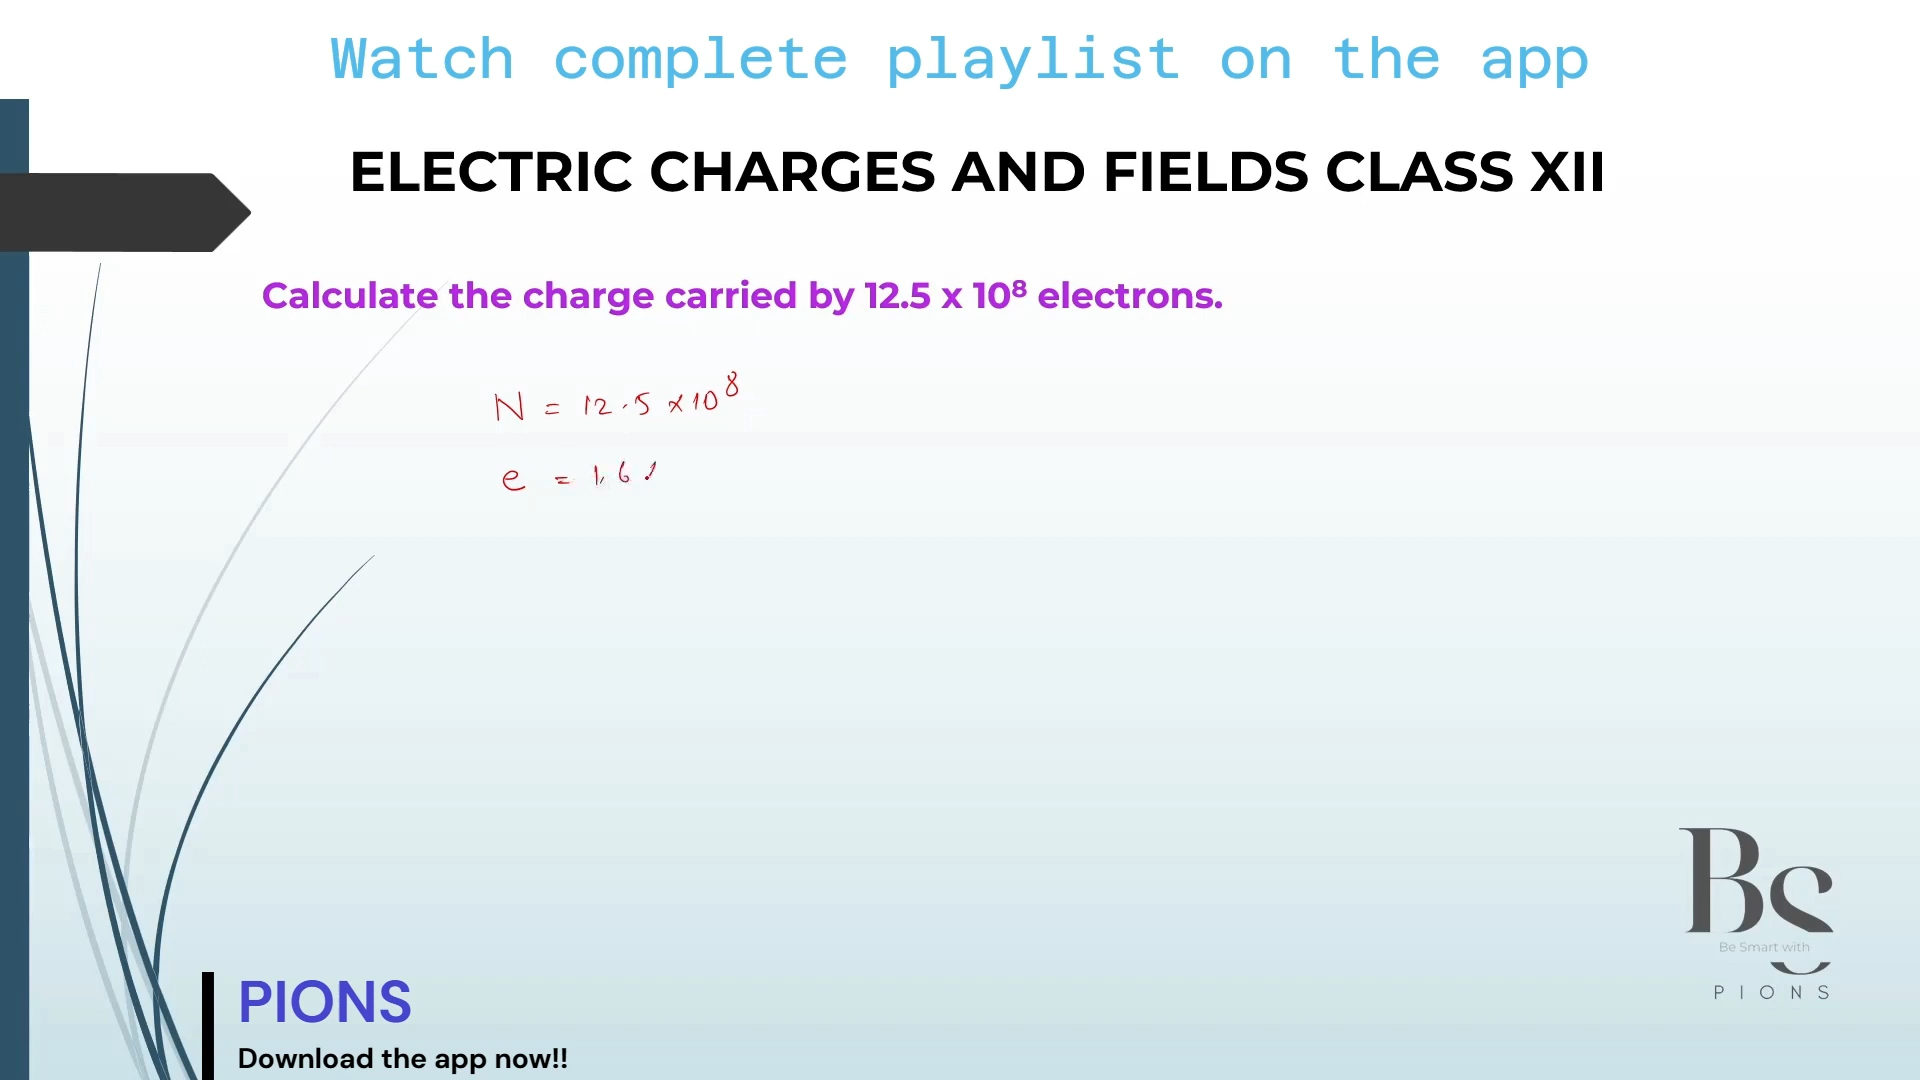 Watch complete playlist on the app
ELECTRIC CHARGES AND FIELDS CLASS XII
Calculate the charge carried by 12.5 x 10⁸ electrons.
N = 12.5 ×10⁸
e = 1.6
Bs
Be Smart with
PIONS
PIONS
Download the app now!!